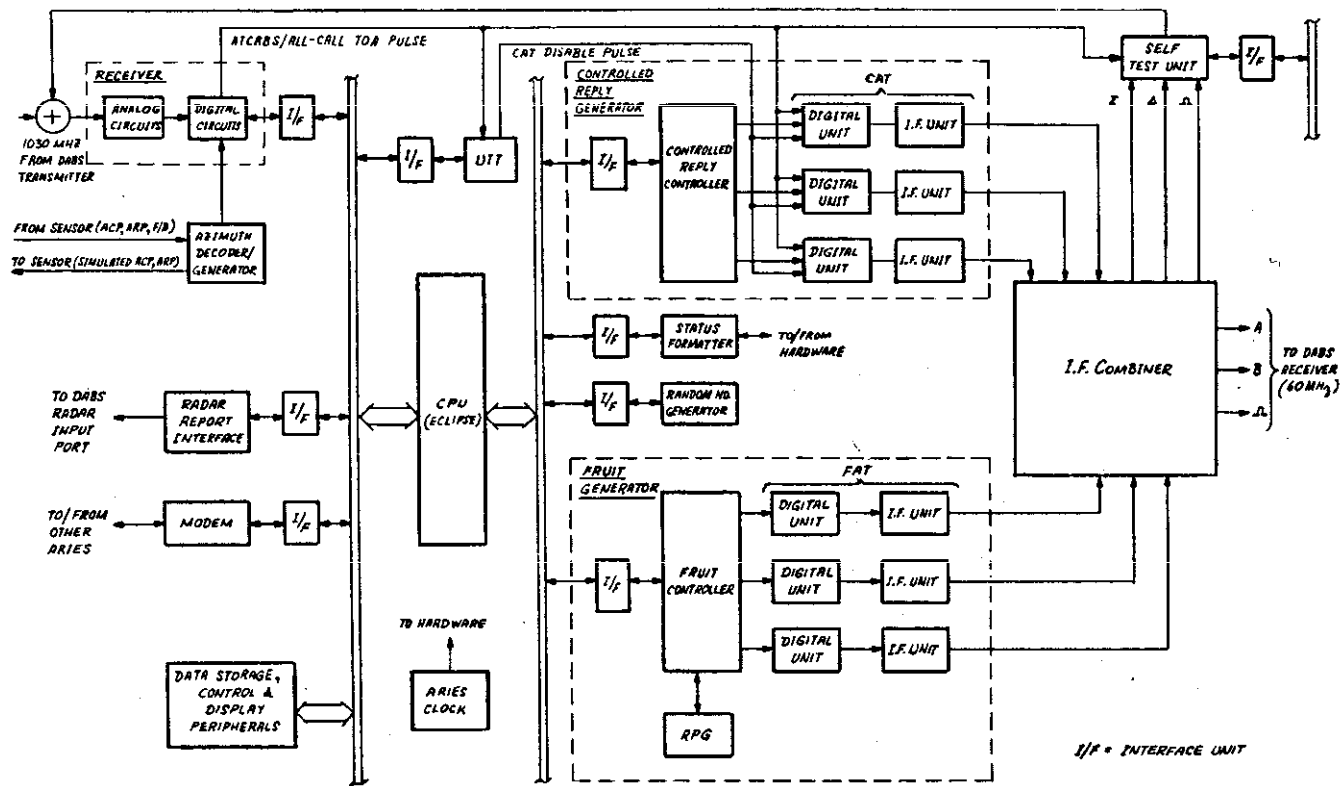 ATCRBS/ALL-CALL TOA PULSE
CAT DISABLE PULSE
RECEIVER
ANALOG
CIRCUITS
DIGITAL
CIRCUITS
I/F
1030 MHZ
FROM DABS
TRANSMITTER
FROM SENSOR (ACP, ARP, F/B)
TO SENSOR (SIMULATED ACP, ARP)
AZIMUTH
DECODER/
GENERATOR
I/F
UTT
CONTROLLED
REPLY
GENERATOR
I/F
CONTROLLED
REPLY
CONTROLLER
CAT
DIGITAL
UNIT
I.F. UNIT
DIGITAL
UNIT
I.F. UNIT
DIGITAL
UNIT
I.F. UNIT
SELF
TEST UNIT
I/F
Σ
Δ
Ω
I.F. COMBINER
A
B
Ω
TO DABS
RECEIVER
(60 MHz)
I/F
STATUS
FORMATTER
TO/FROM
HARDWARE
I/F
RANDOM NO.
GENERATOR
CPU
(ECLIPSE)
TO DABS
RADAR
INPUT
PORT
RADAR
REPORT
INTERFACE
I/F
TO/FROM
OTHER
ARIES
MODEM
I/F
DATA STORAGE,
CONTROL &
DISPLAY
PERIPHERALS
TO HARDWARE
ARIES
CLOCK
FRUIT
GENERATOR
I/F
FRUIT
CONTROLLER
RPG
FAT
DIGITAL
UNIT
I.F. UNIT
DIGITAL
UNIT
I.F. UNIT
DIGITAL
UNIT
I.F. UNIT
I/F = INTERFACE UNIT